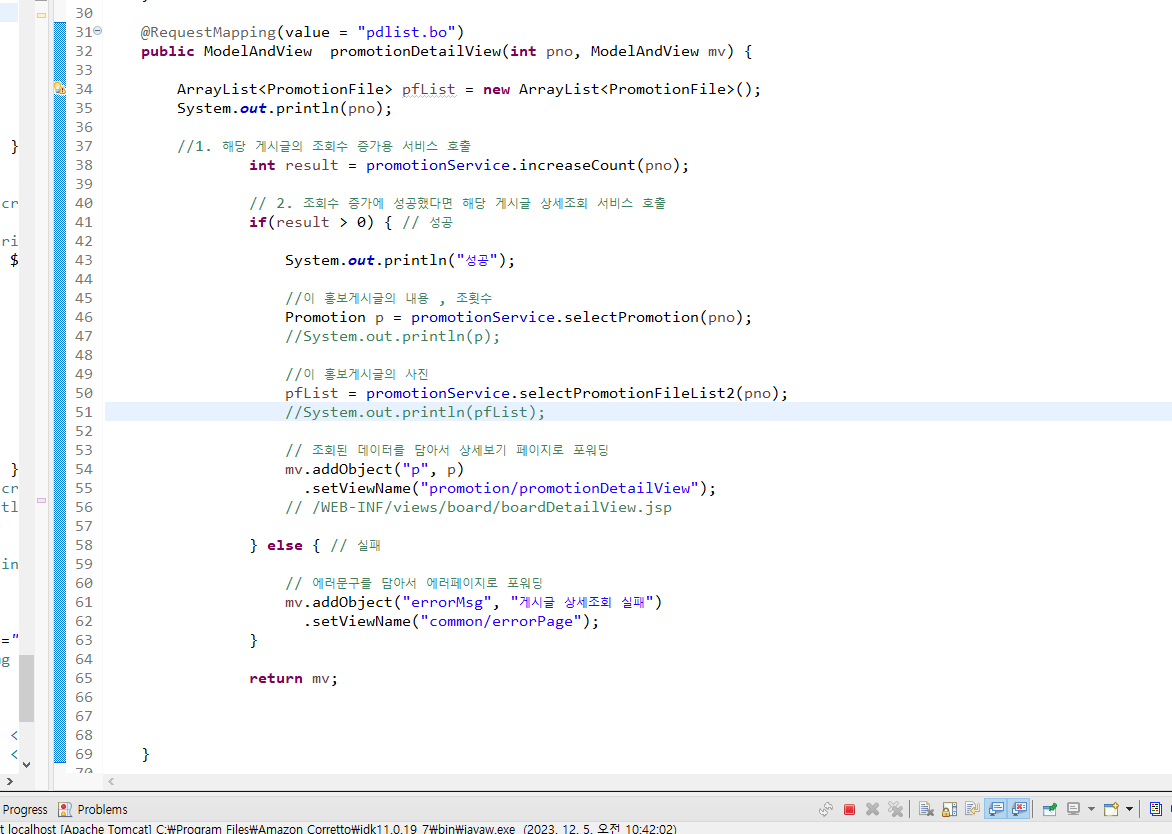 30
31 @RequestMapping(value = "pdlist.bo")
32 public ModelAndView  promotionDetailView(int pno, ModelAndView mv) {
33
34 ArrayList<PromotionFile> pfList = new ArrayList<PromotionFile>();
35 System.out.println(pno);
36
37 //1. 해당 게시글의 조회수 증가용 서비스 호출
38 int result = promotionService.increaseCount(pno);
39
40 // 2. 조회수 증가에 성공했다면 해당 게시글 상세조회 서비스 호출
41 if(result > 0) { // 성공
42
43 System.out.println("성공");
44
45 //이 홍보게시글의 내용 , 조횟수
46 Promotion p = promotionService.selectPromotion(pno);
47 //System.out.println(p);
48
49 //이 홍보게시글의 사진
50 pfList = promotionService.selectPromotionFileList2(pno);
51 //System.out.println(pfList);
52
53 // 조회된 데이터를 담아서 상세보기 페이지로 포워딩
54 mv.addObject("p", p)
55 .setViewName("promotion/promotionDetailView");
56 // /WEB-INF/views/board/boardDetailView.jsp
57
58 } else { // 실패
59
60 // 에러문구를 담아서 에러페이지로 포워딩
61 mv.addObject("errorMsg", "게시글 상세조회 실패")
62 .setViewName("common/errorPage");
63 }
64
65 return mv;
66
67
68
69 }
70
}
cr
ri
$
}
cr
tl
in
="
g
<
<
Progress Problems
t localhost [Apache Tomcat] C:₩Program Files₩Amazon Corretto₩jdk11.0.19_7₩bin₩javaw.exe  (2023. 12. 5. 오전 10:42:02)